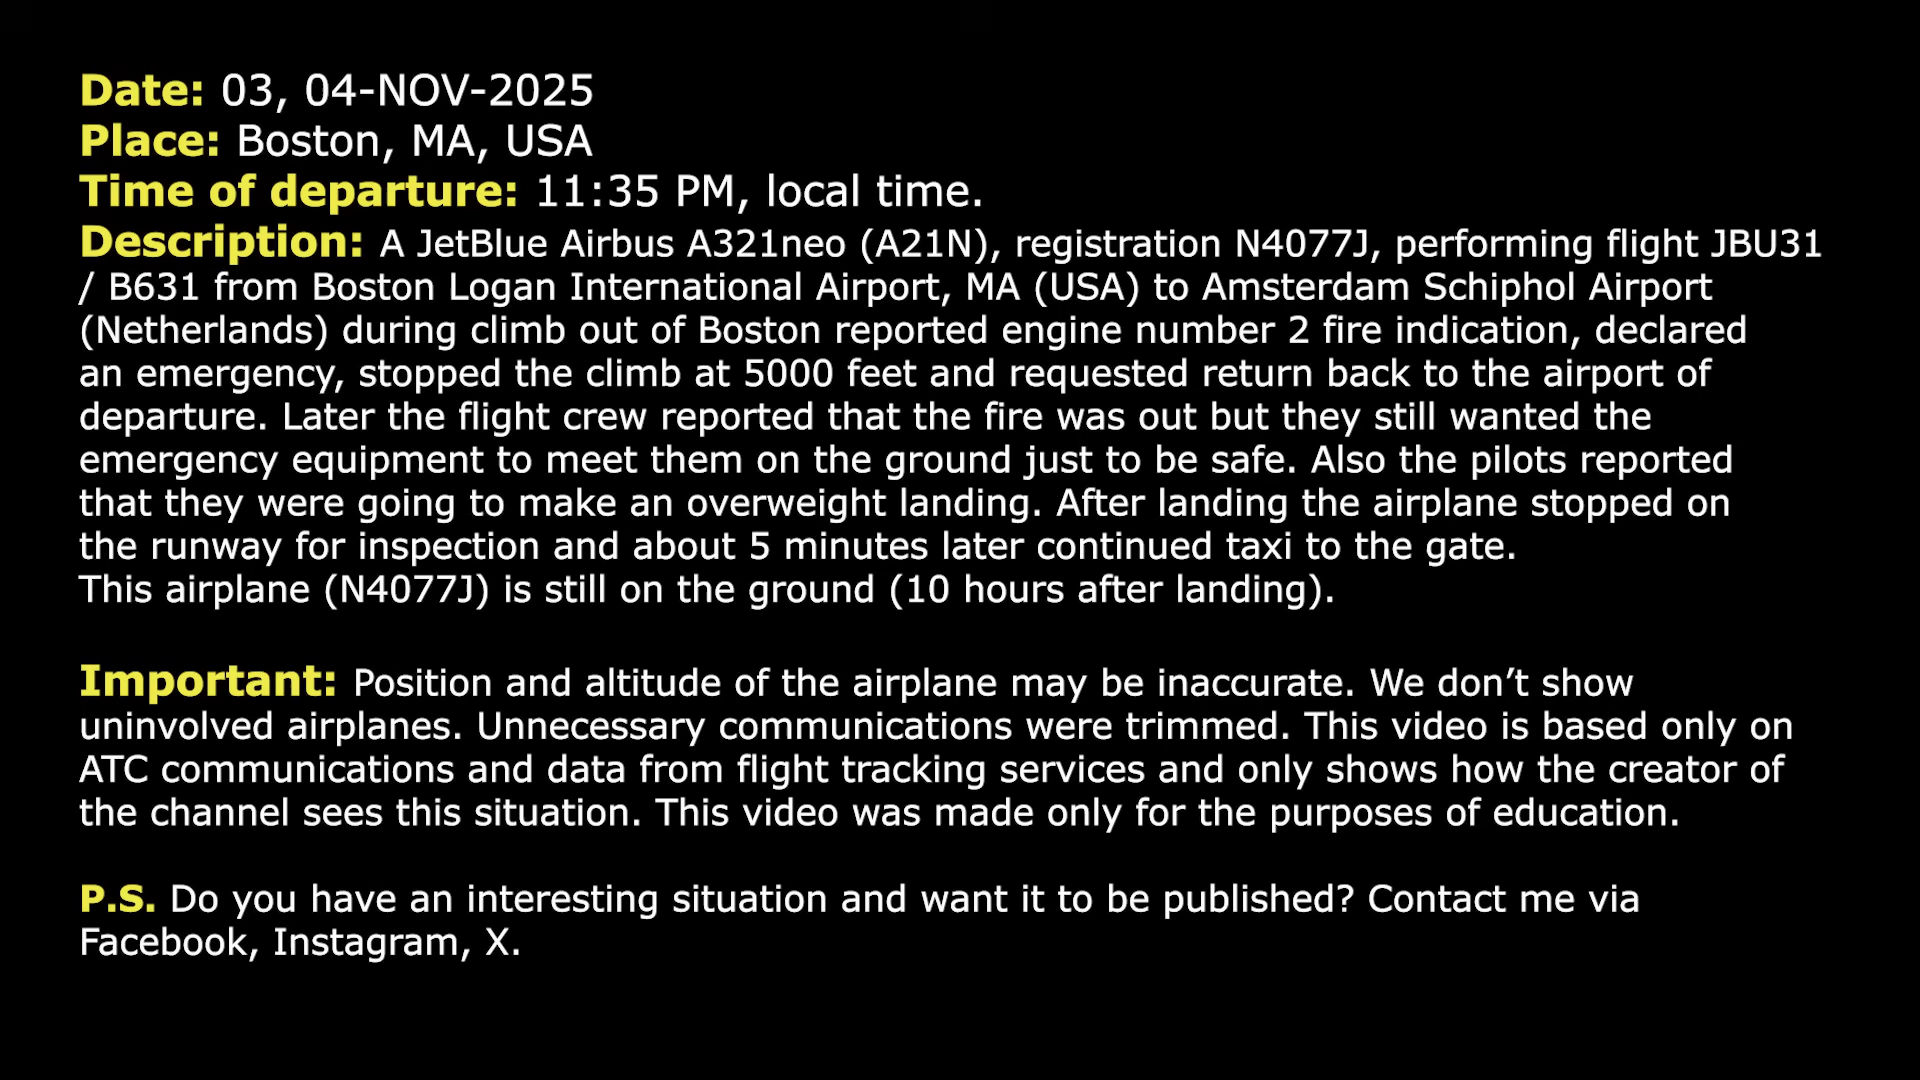 Date: 03, 04-NOV-2025
Place: Boston, MA, USA
Time of departure: 11:35 PM, local time.
Description: A JetBlue Airbus A321neo (A21N), registration N4077J, performing flight JBU31
/ B631 from Boston Logan International Airport, MA (USA) to Amsterdam Schiphol Airport
(Netherlands) during climb out of Boston reported engine number 2 fire indication, declared
an emergency, stopped the climb at 5000 feet and requested return back to the airport of
departure. Later the flight crew reported that the fire was out but they still wanted the
emergency equipment to meet them on the ground just to be safe. Also the pilots reported
that they were going to make an overweight landing. After landing the airplane stopped on
the runway for inspection and about 5 minutes later continued taxi to the gate.
This airplane (N4077J) is still on the ground (10 hours after landing).
Important: Position and altitude of the airplane may be inaccurate. We don’t show
uninvolved airplanes. Unnecessary communications were trimmed. This video is based only on
ATC communications and data from flight tracking services and only shows how the creator of
the channel sees this situation. This video was made only for the purposes of education.
P.S. Do you have an interesting situation and want it to be published? Contact me via
Facebook, Instagram, X.